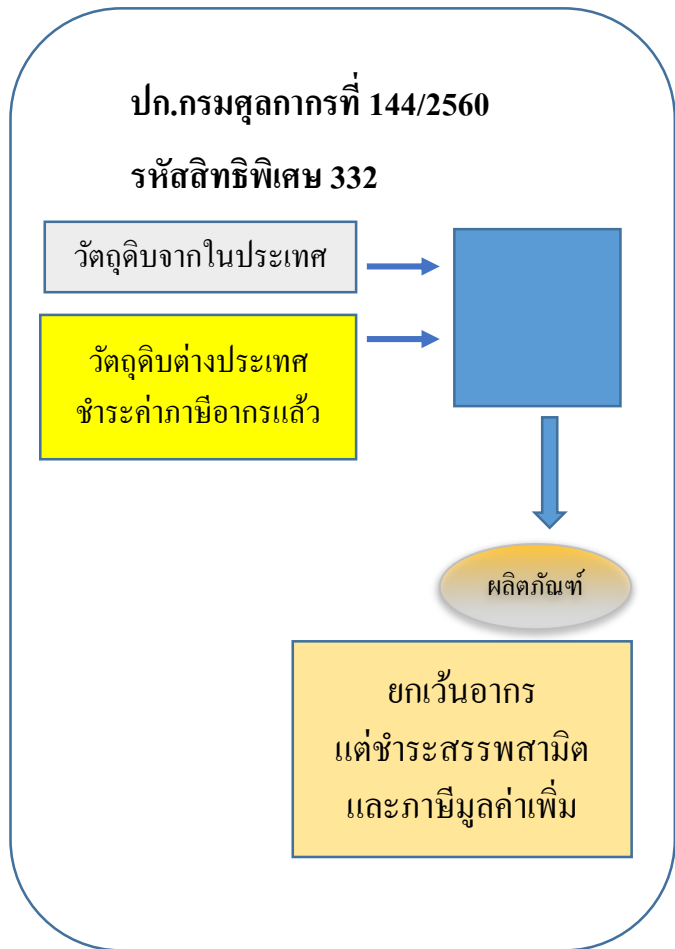 ปก.กรมศุลกากรที่ 144/2560
รหัสสิทธิพิเศษ 332
วัตถุดิบจากในประเทศ
วัตถุดิบต่างประเทศ
ชำระค่าภาษีอากรแล้ว
ผลิตภัณฑ์
ยกเว้นอากร
แต่ชำระสรรพสามิต
และภาษีมูลค่าเพิ่ม